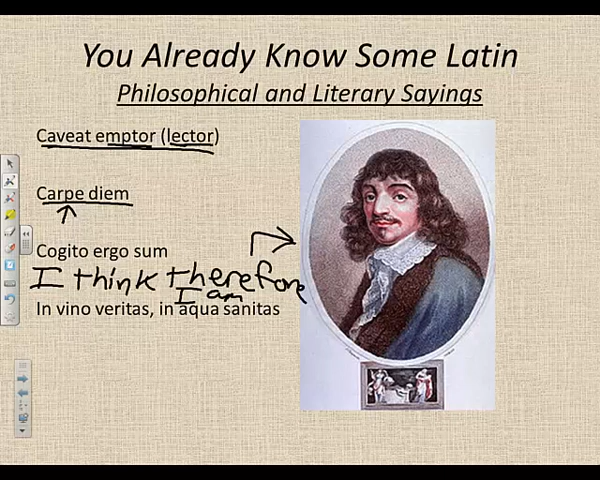 You Already Know Some Latin
Philosophical and Literary Sayings
Caveat emptor (lector)
Carpe diem
Cogito ergo sum
I think therefore
I am
In vino veritas, in aqua sanitas